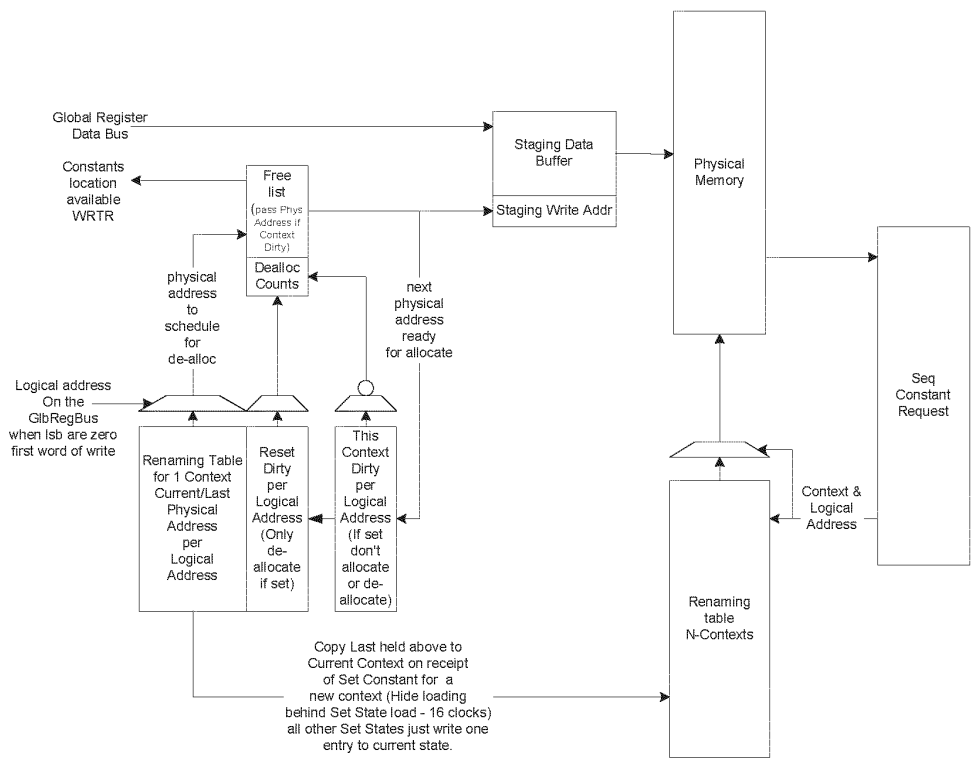 Global Register
Data Bus
Staging Data
Buffer
Staging Write Addr
Physical
Memory
Constants
location
available
WRTR
Free
list
(pass Phys
Address if
Context
Dirty)
Dealloc
Counts
physical
address
to
schedule
for
de-alloc
next
physical
address
ready
for allocate
Seq
Constant
Request
Logical address
On the
GlbRegBus
when lsb are zero
first word of write
Renaming Table
for 1 Context
Current/Last
Physical
Address
per
Logical
Address
Reset
Dirty
per
Logical
Address
(Only
de-
allocate
if set)
This
Context
Dirty
per
Logical
Address
(If set
don't
allocate
or de-
allocate)
Context &
Logical
Address
Renaming
table
N-Contexts
Copy Last held above to
Current Context on receipt
of Set Constant for a
new context (Hide loading
behind Set State load - 16 clocks)
all other Set States just write one
entry to current state.